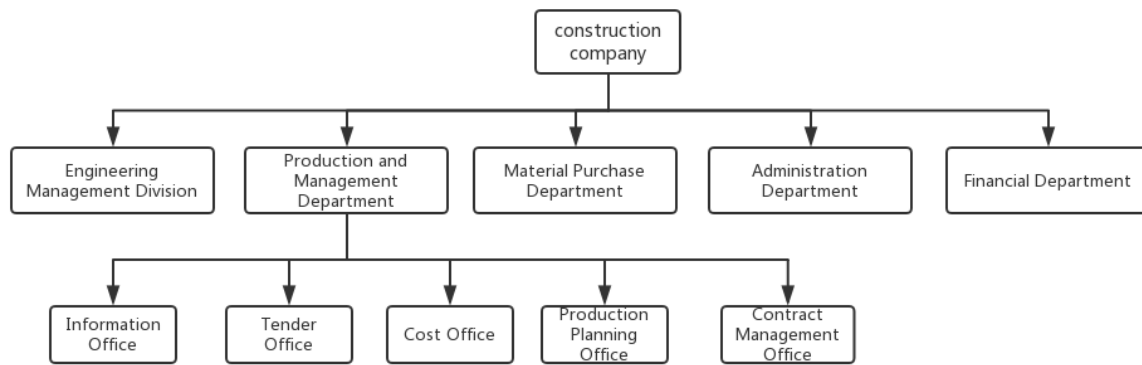 construction
company
Engineering
Management Division
Production and
Management
Department
Material Purchase
Department
Administration
Department
Financial Department
Information
Office
Tender
Office
Cost Office
Production
Planning
Office
Contract
Management
Office